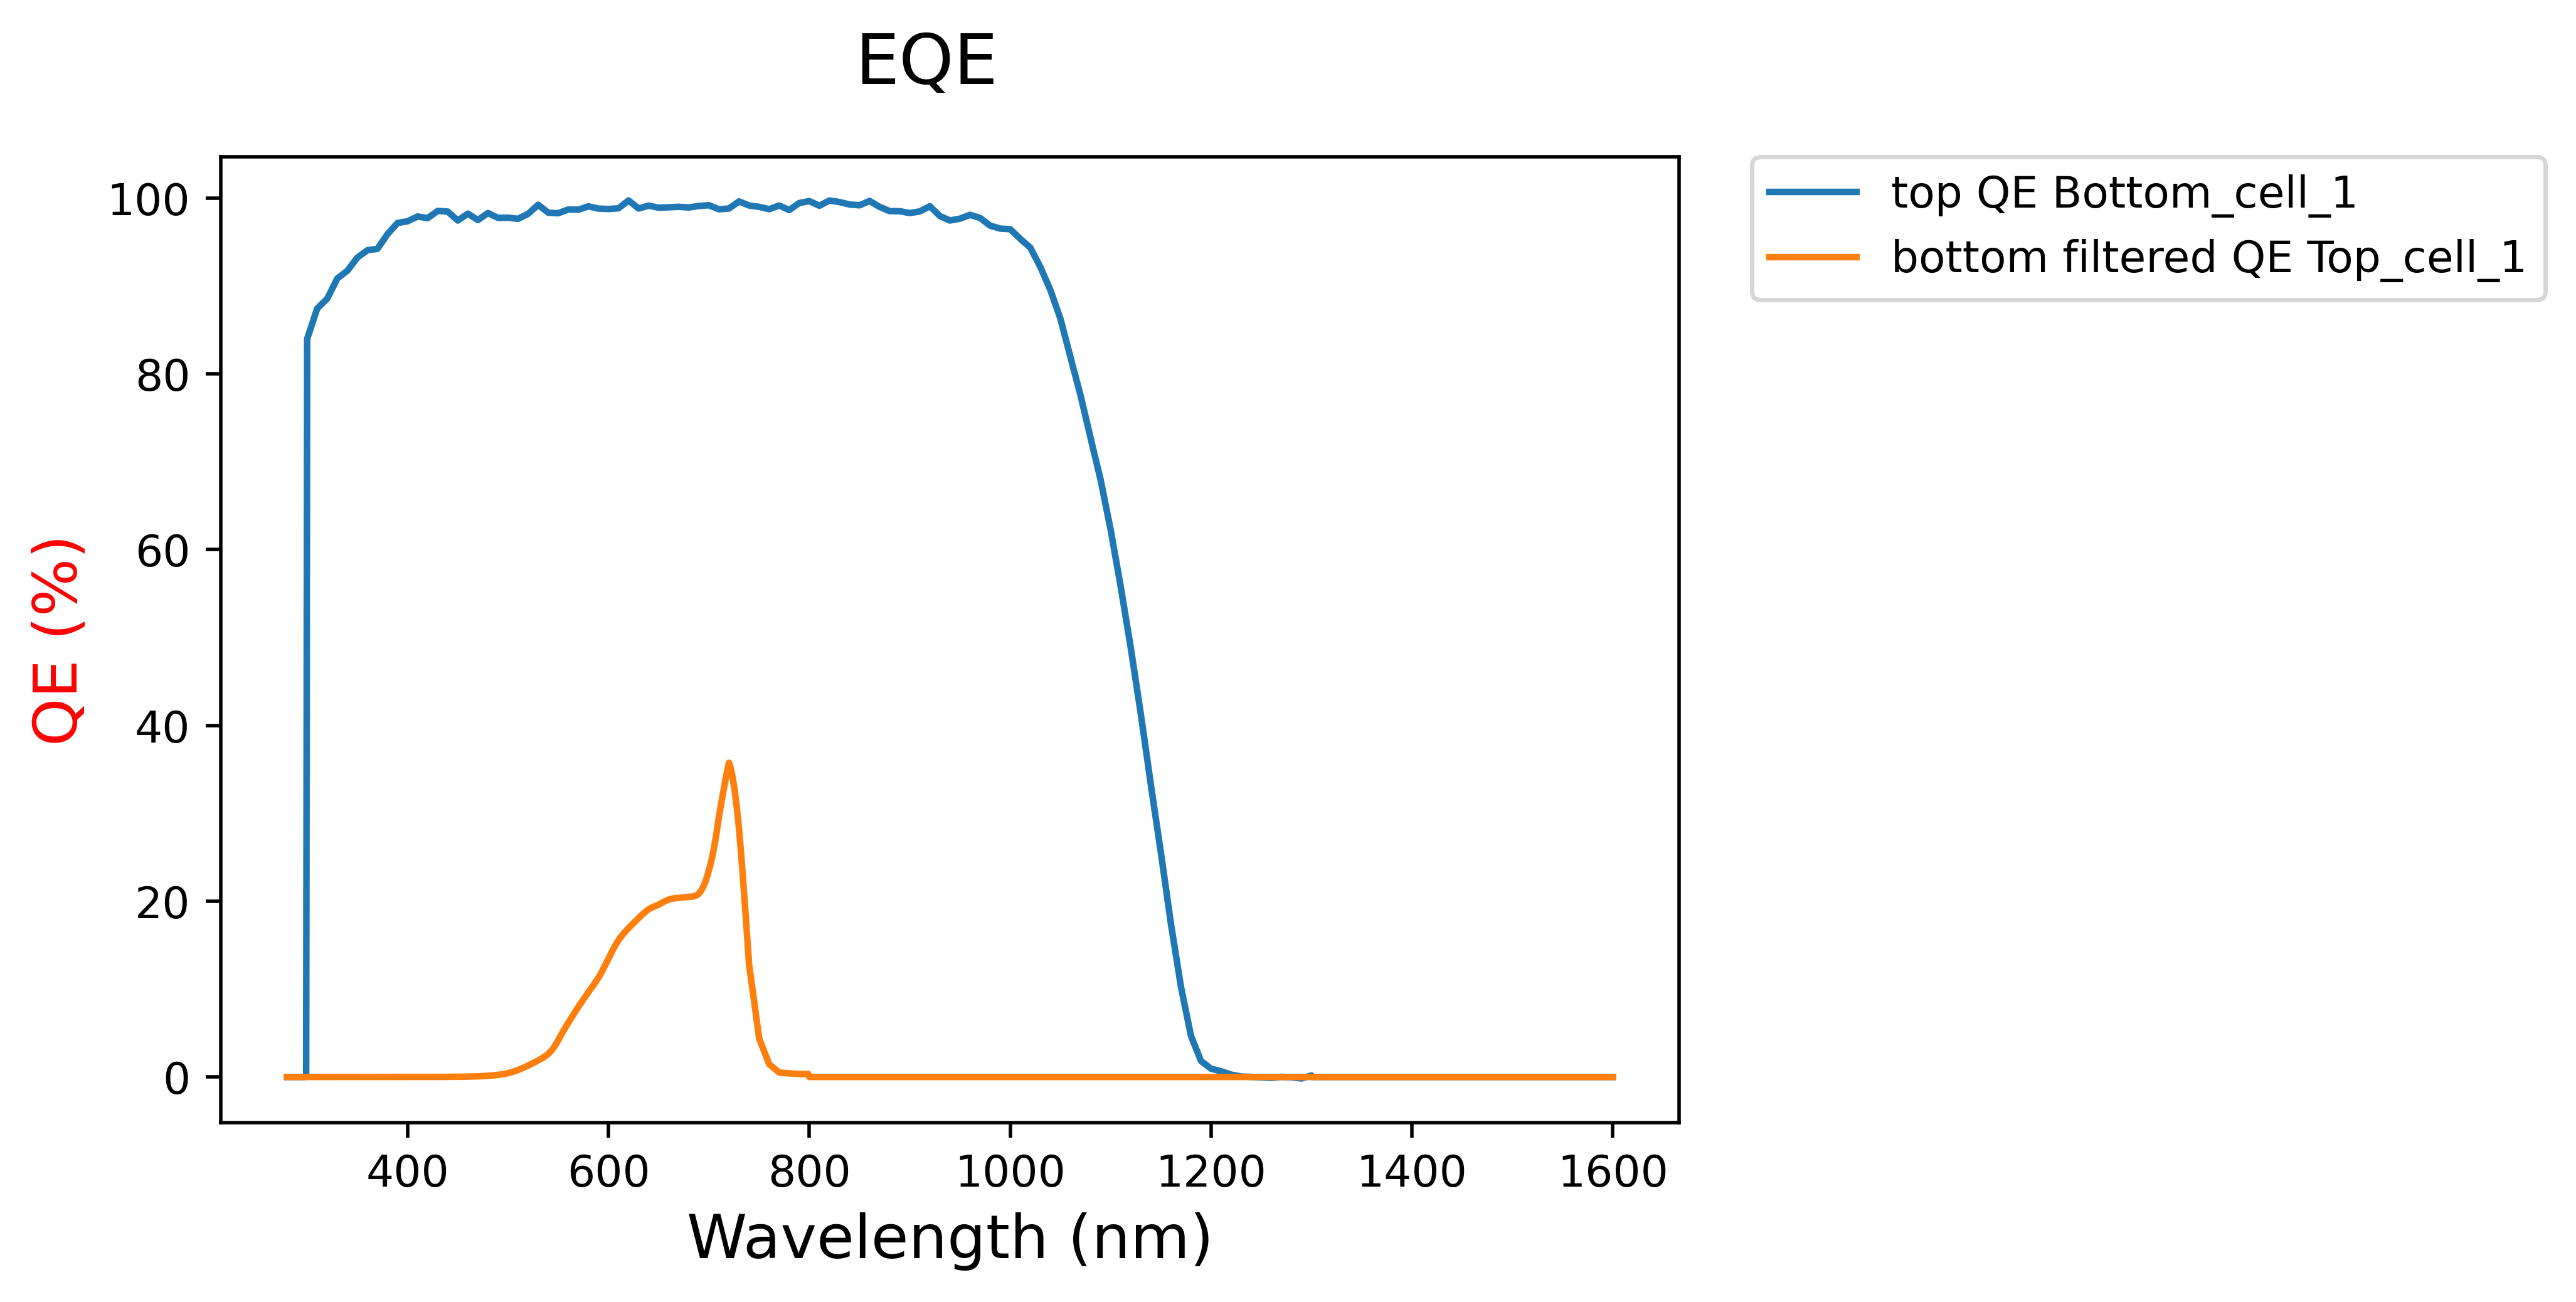 EQE
top QE Bottom_cell_1
bottom filtered QE Top_cell_1
QE (%)
100
80
60
40
20
0
400 600 800 1000 1200 1400 1600
Wavelength (nm)